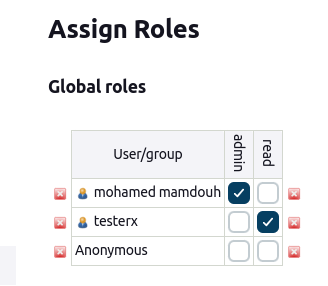 Assign Roles
Global roles
User/group admin read
mohamed mamdouh
testerx
Anonymous